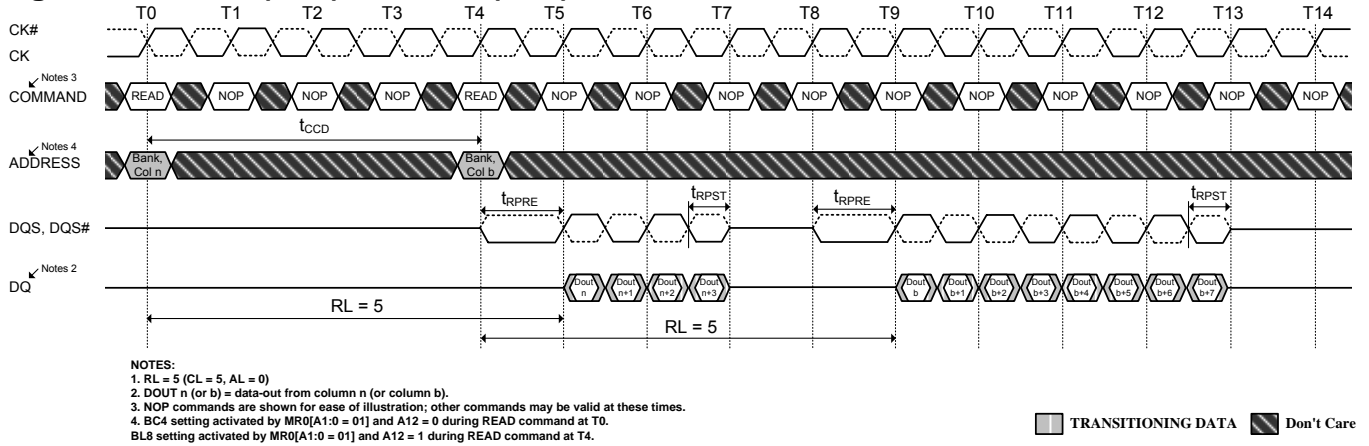 T0 T1 T2 T3 T4 T5 T6 T7 T8 T9 T10 T11 T12 T13 T14
CK#
CK
Notes 3
COMMAND
READ NOP NOP NOP READ NOP NOP NOP NOP NOP NOP NOP NOP NOP NOP
tCCD
Notes 4
ADDRESS
Bank, Col n
Bank, Col b
tRPRE tRPST tRPRE tRPST
DQS, DQS#
Notes 2
DQ
Dout n Dout n+1 Dout n+2 Dout n+3 Dout b Dout b+1 Dout b+2 Dout b+3 Dout b+4 Dout b+5 Dout b+6 Dout b+7
RL = 5
RL = 5
NOTES:
1. RL = 5 (CL = 5, AL = 0)
2. DOUT n (or b) = data-out from column n (or column b).
3. NOP commands are shown for ease of illustration; other commands may be valid at these times.
4. BC4 setting activated by MR0[A1:0 = 01] and A12 = 0 during READ command at T0.
BL8 setting activated by MR0[A1:0 = 01] and A12 = 1 during READ command at T4.
TRANSITIONING DATA Don't Care